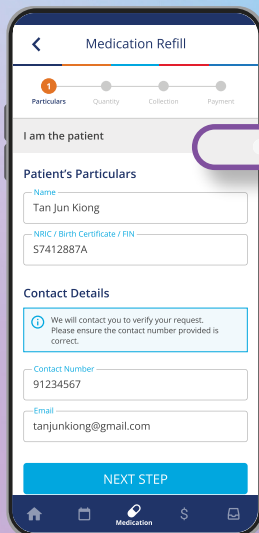 Medication Refill
1
Particulars Quantity Collection Payment
I am the patient
Patient's Particulars
Name
Tan Jun Kiong
NRIC / Birth Certificate / FIN
S7412887A
Contact Details
We will contact you to verify your request.
Please ensure the contact number provided is
correct.
Contact Number
91234567
Email
tanjunkiong@gmail.com
NEXT STEP
$
Medication